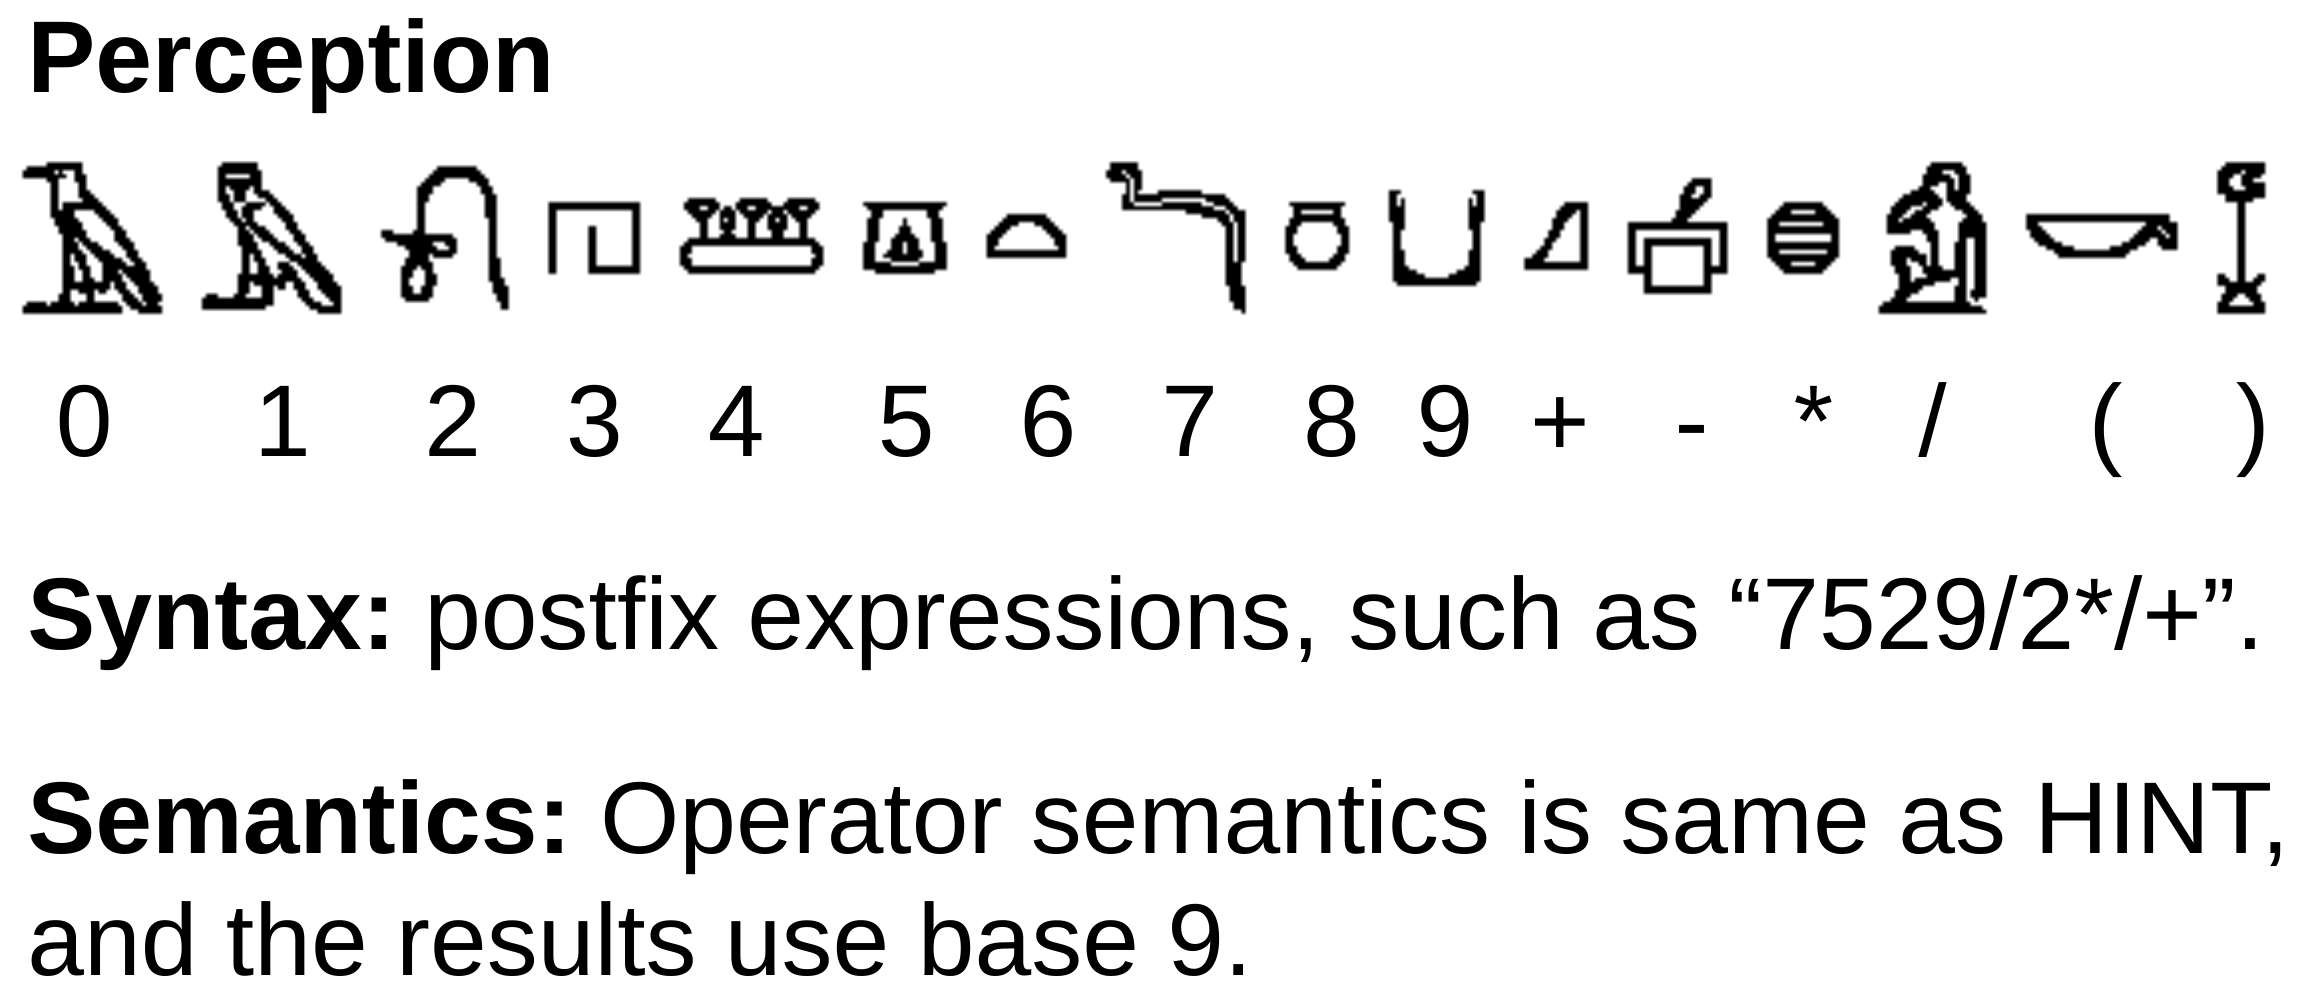 Perception
𓅃 𓅓 𓍯 𓉔 𓆷 𓎼 𓏏 𓄿 𓏌 𓎛 𓈎 𓊪 𓐍 𓀀 𓎡 𓋴
0 1 2 3 4 5 6 7 8 9 + - * / ( )
Syntax: postfix expressions, such as “7529/2*/+”.
Semantics: Operator semantics is same as HINT,
and the results use base 9.